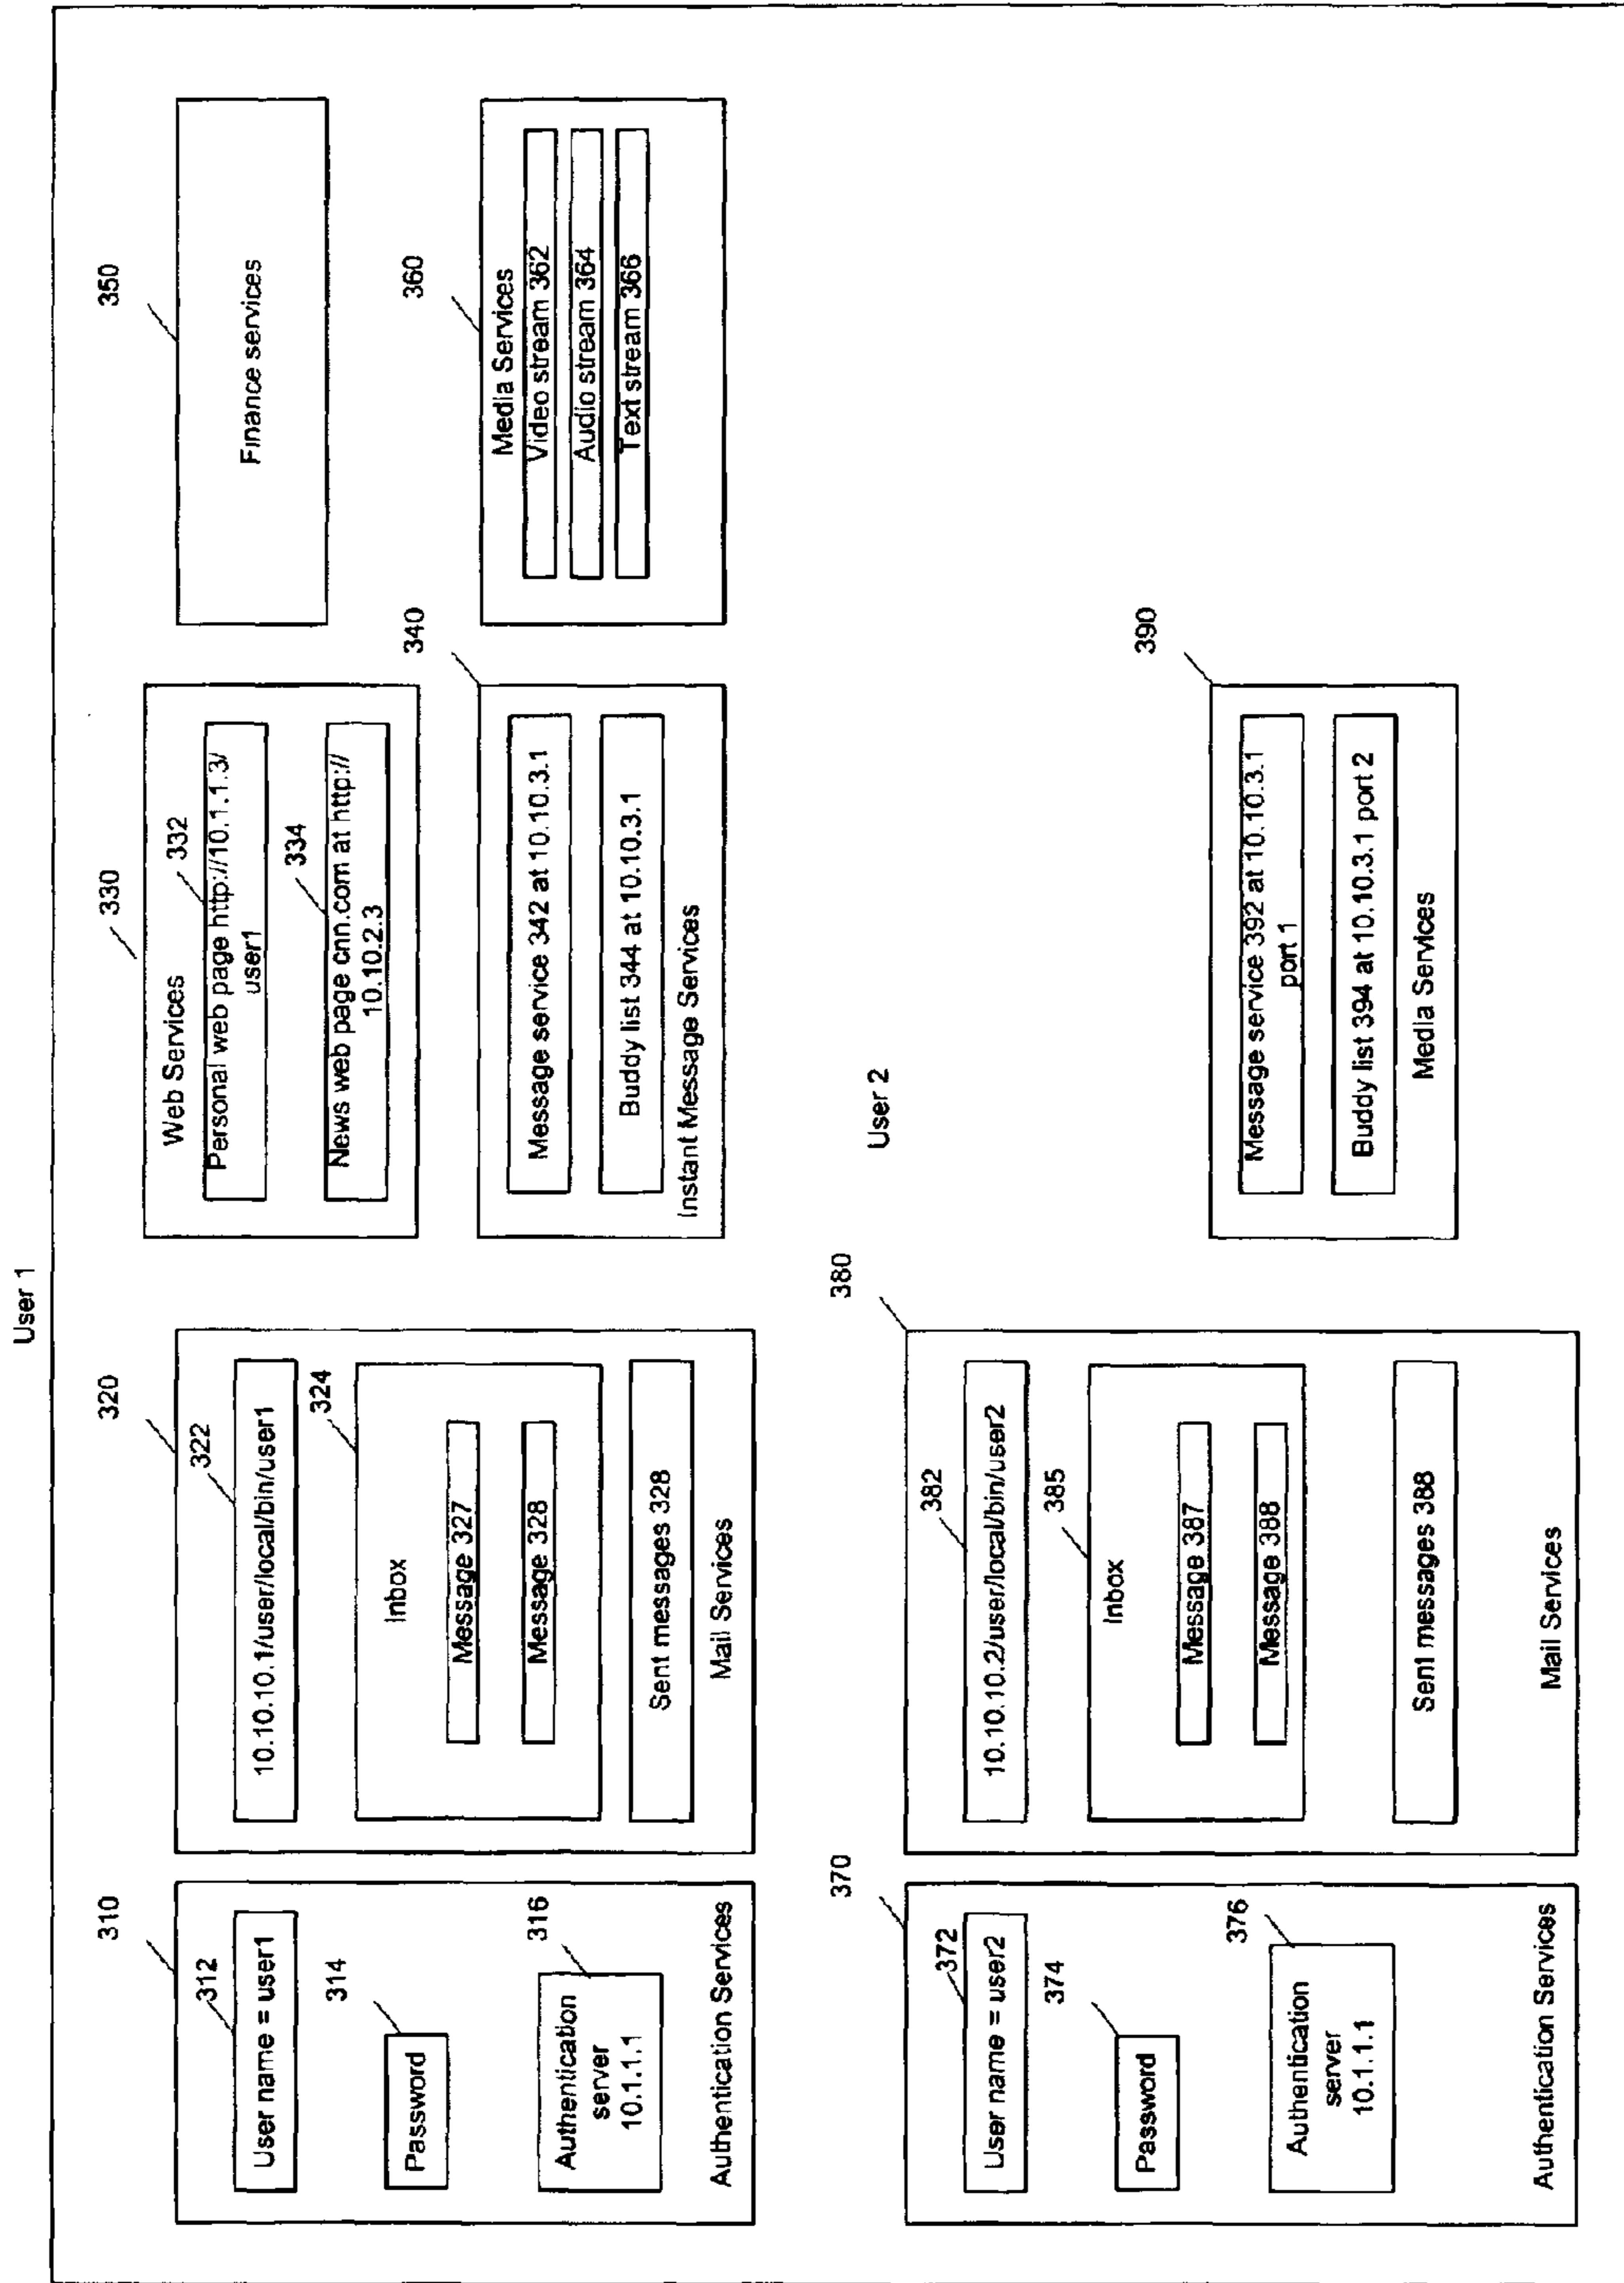 User 1
310
312
User name = user1
314
Password
316
Authentication
server
10.1.1.1
Authentication Services
320
322
10.10.10.1/user/local/bin/user1
324
Inbox
Message 327
Message 328
Sent messages 328
Mail Services
330
Web Services
332
Personal web page http://10.1.1.3/
user1
334
News web page cnn.com at http://
10.10.2.3
340
Message service 342 at 10.10.3.1
Buddy list 344 at 10.10.3.1
Instant Message Services
350
Finance services
360
Media Services
Video stream 362
Audio stream 364
Text stream 366
User 2
370
372
User name = user2
374
Password
376
Authentication
server
10.1.1.1
Authentication Services
380
382
10.10.10.2/user/local/bin/user2
385
Inbox
Message 387
Message 388
Sent messages 388
Mail Services
390
Message service 392 at 10.10.3.1
port 1
Buddy list 394 at 10.10.3.1 port 2
Media Services